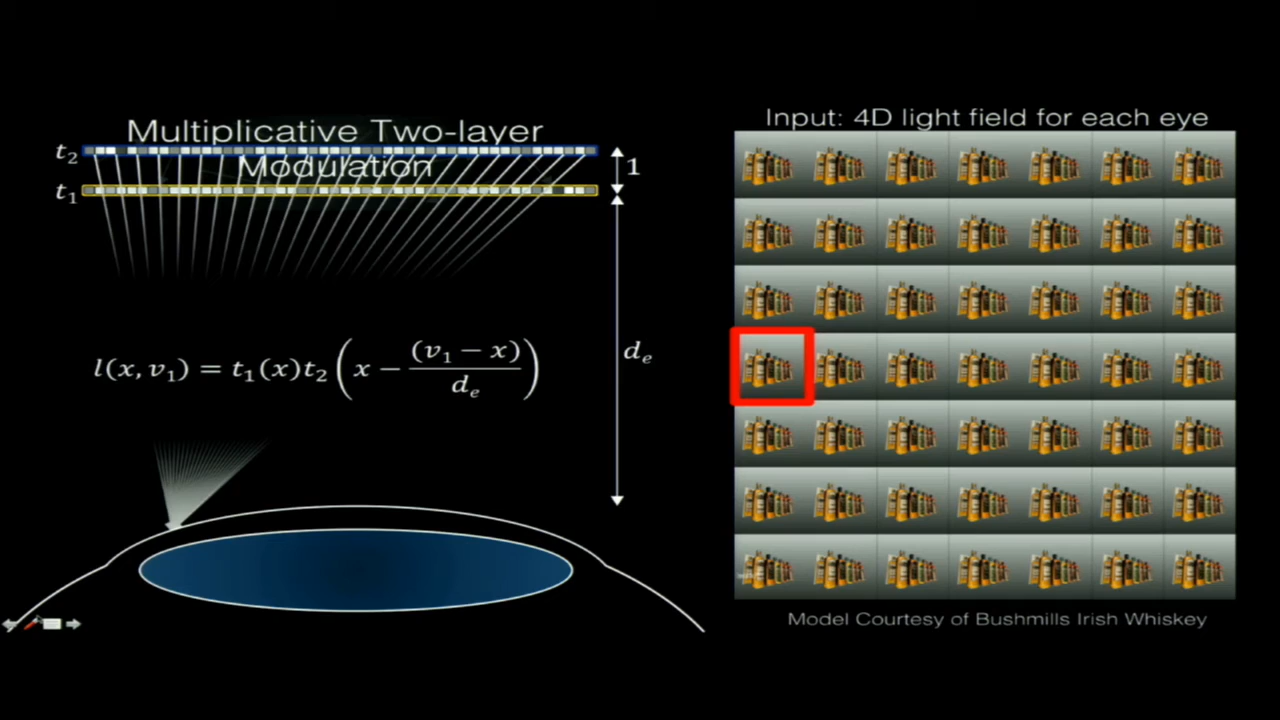 Multiplicative Two-layer
Modulation
t₂
1
t₁
dₑ
l(x, v₁) = t₁(x)t₂(x − (v₁ − x)/dₑ)
Input: 4D light field for each eye
Model Courtesy of Bushmills Irish Whiskey